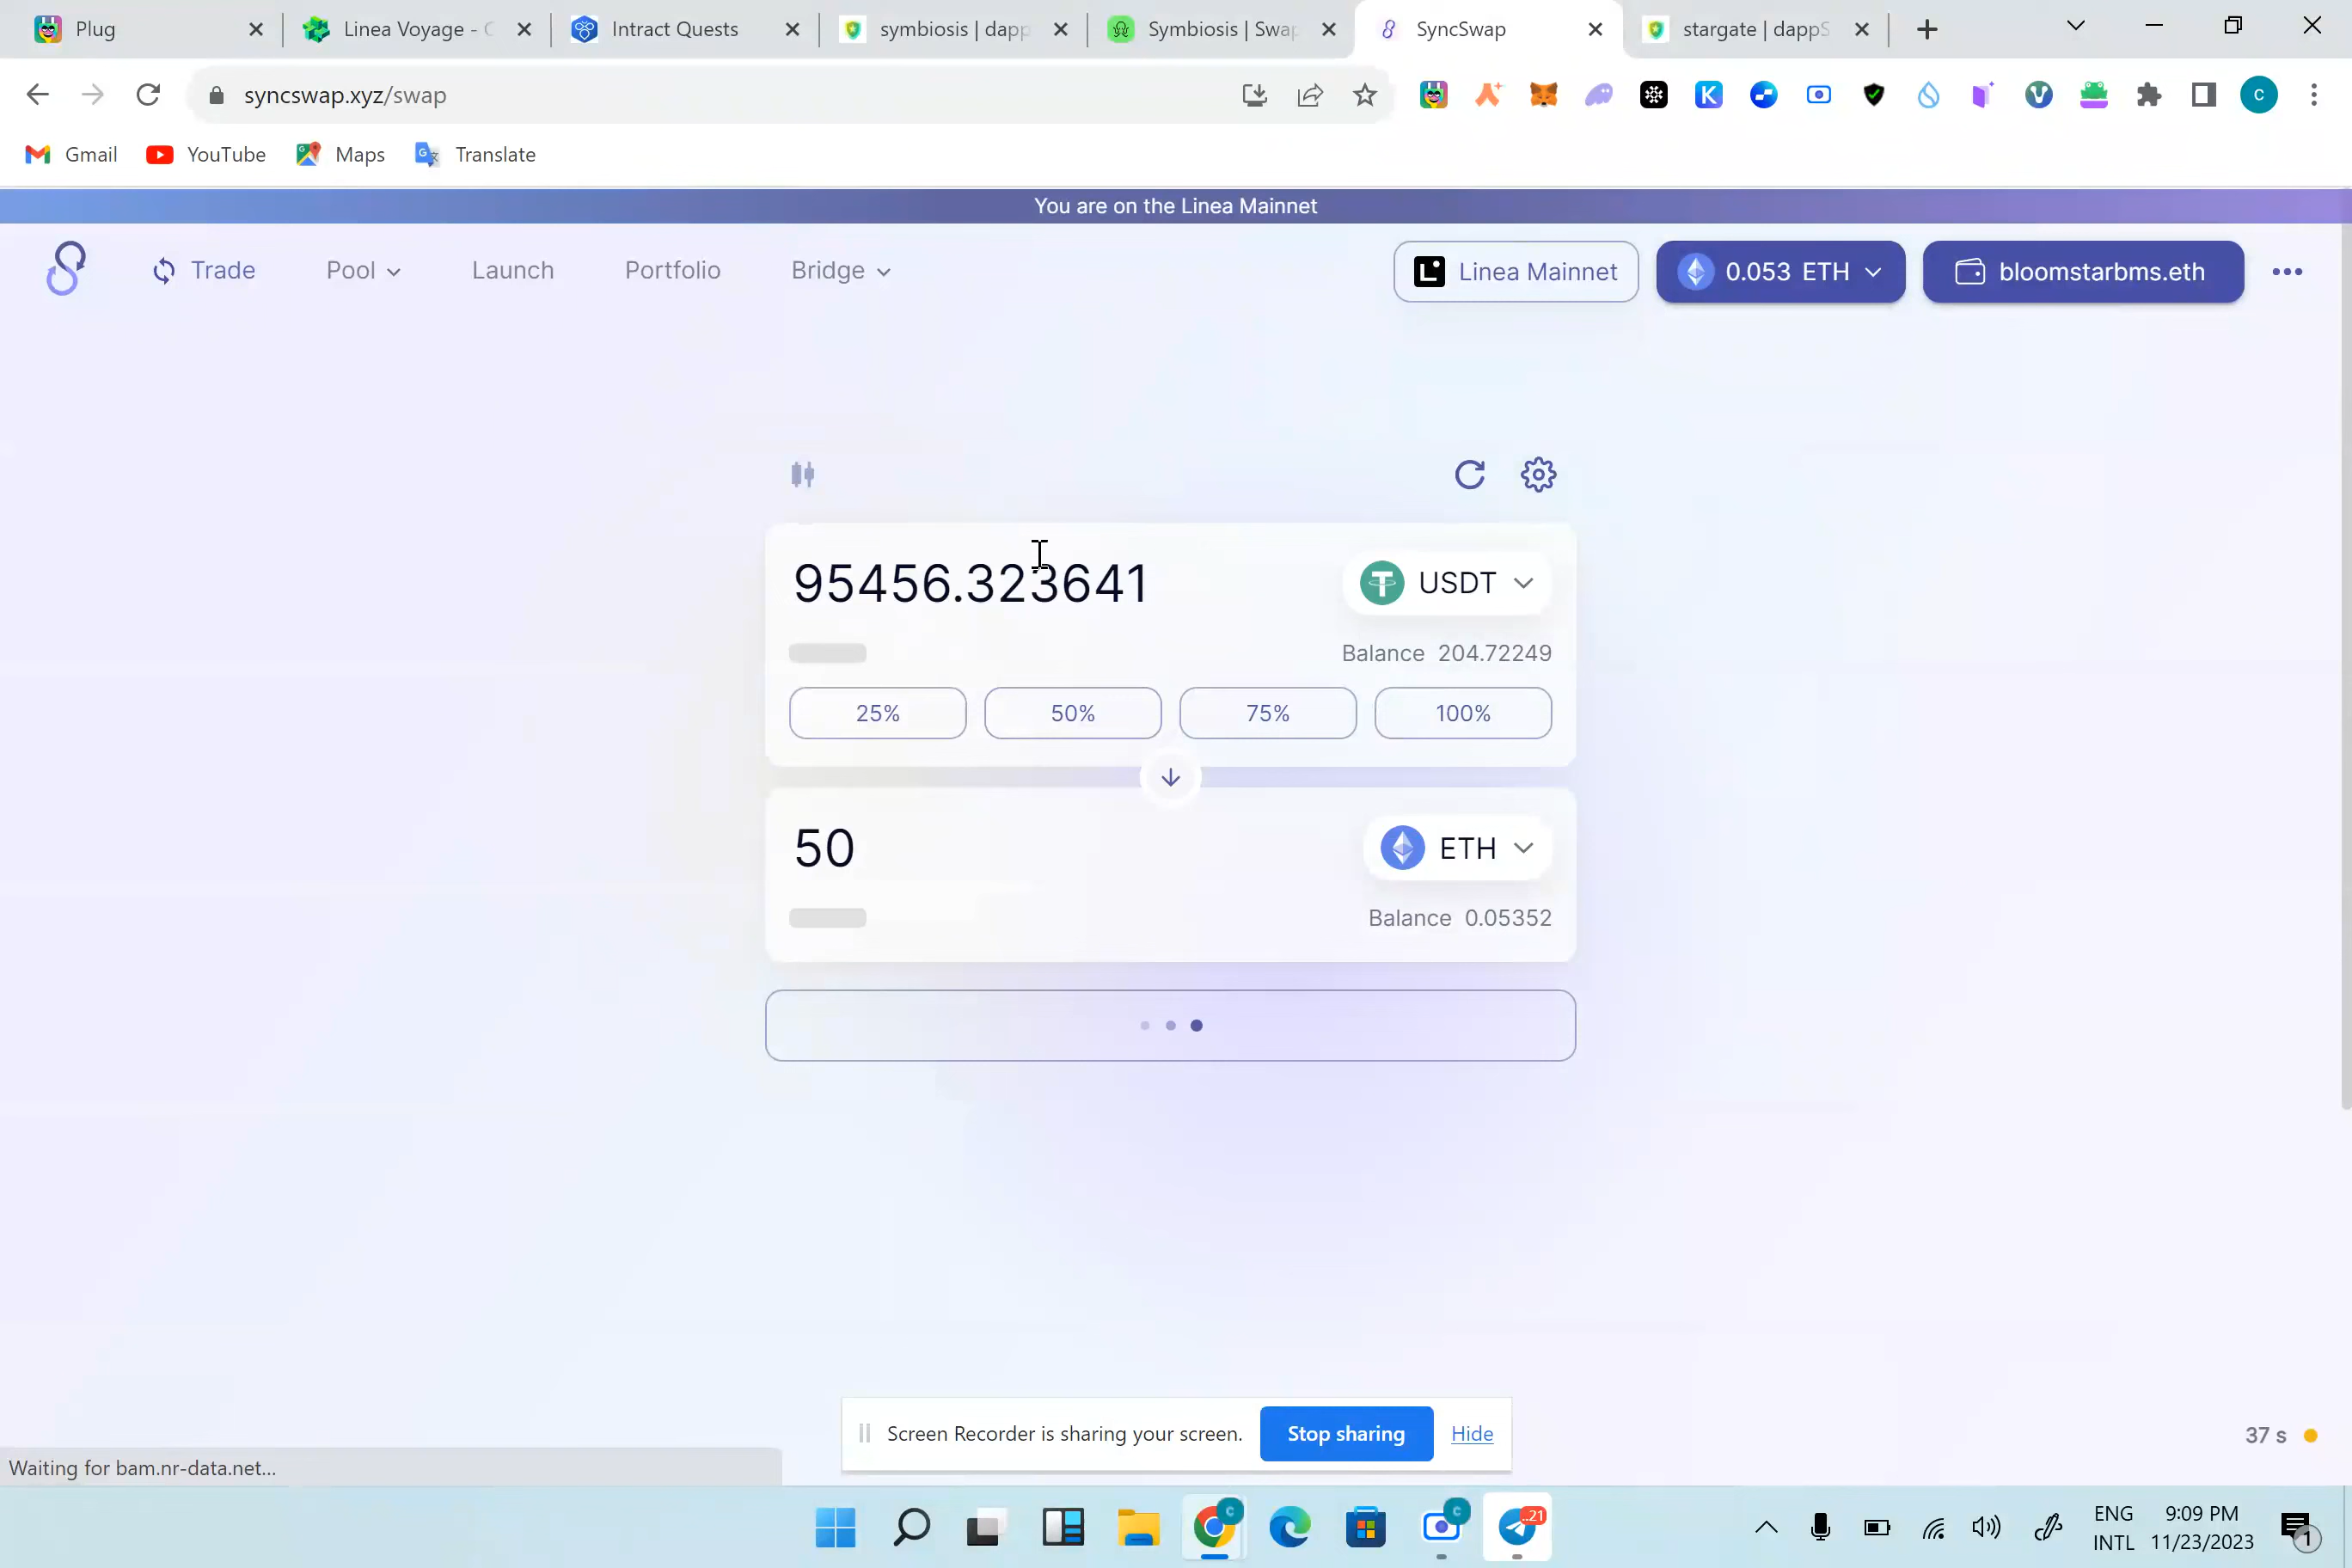 Plug
Linea Voyage - C
Intract Quests
symbiosis | dapp
Symbiosis | Swap
SyncSwap
stargate | dappS
syncswap.xyz/swap
K
C
Gmail
YouTube
Maps
Translate
You are on the Linea Mainnet
Trade
Pool
Launch
Portfolio
Bridge
Linea Mainnet
0.053 ETH
bloomstarbms.eth
95456.323641
USDT
Balance 204.72249
25%
50%
75%
100%
50
ETH
Balance 0.05352
Screen Recorder is sharing your screen.
Stop sharing
Hide
37 s
Waiting for bam.nr-data.net...
C
C
..21
ENG
INTL
9:09 PM
11/23/2023
1